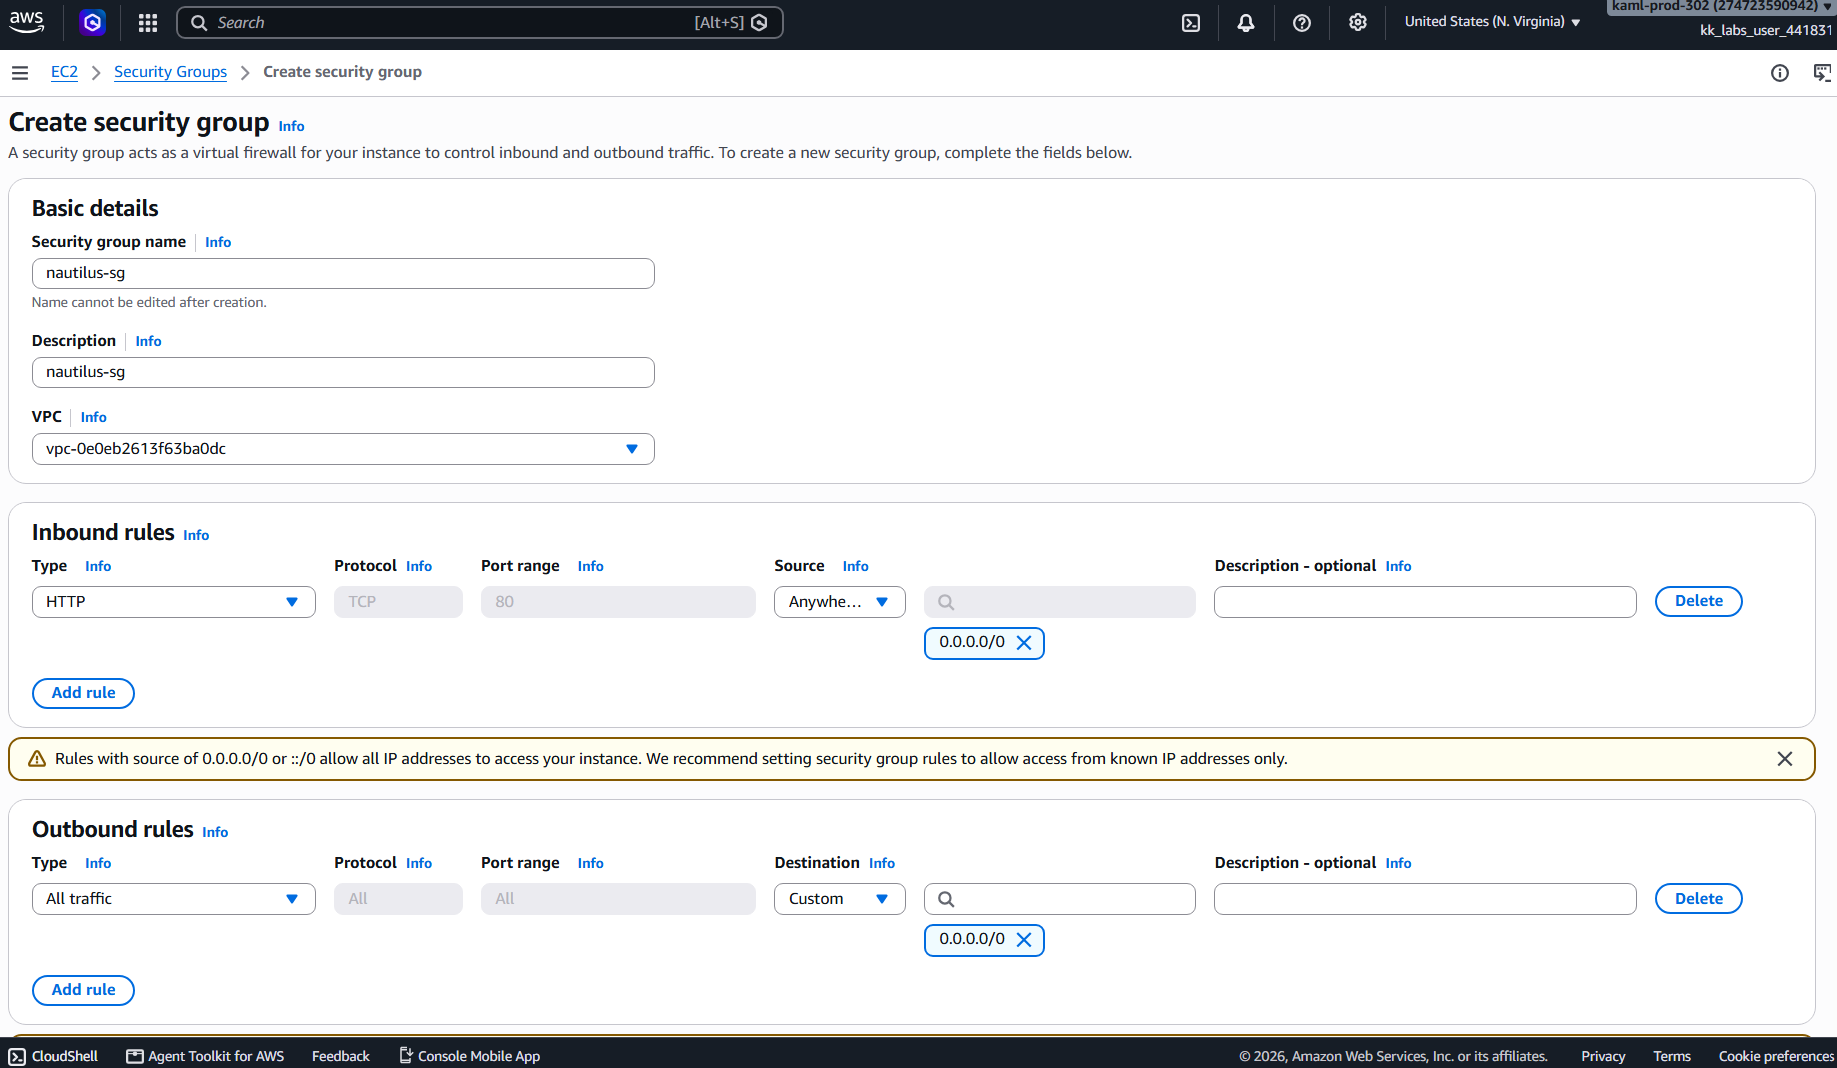 aws
Search [Alt+S]
United States (N. Virginia)
kaml-prod-302 (274723590942)
kk_labs_user_441831
EC2 > Security Groups > Create security group
Create security group Info
A security group acts as a virtual firewall for your instance to control inbound and outbound traffic. To create a new security group, complete the fields below.
Basic details
Security group name Info
nautilus-sg
Name cannot be edited after creation.
Description Info
nautilus-sg
VPC Info
vpc-0e0eb2613f63ba0dc
Inbound rules Info
Type Info Protocol Info Port range Info Source Info Description - optional Info
HTTP TCP 80 Anywhe... Delete
0.0.0.0/0
Add rule
Rules with source of 0.0.0.0/0 or ::/0 allow all IP addresses to access your instance. We recommend setting security group rules to allow access from known IP addresses only.
Outbound rules Info
Type Info Protocol Info Port range Info Destination Info Description - optional Info
All traffic All All Custom Delete
0.0.0.0/0
Add rule
CloudShell Agent Toolkit for AWS Feedback Console Mobile App © 2026, Amazon Web Services, Inc. or its affiliates. Privacy Terms Cookie preferences